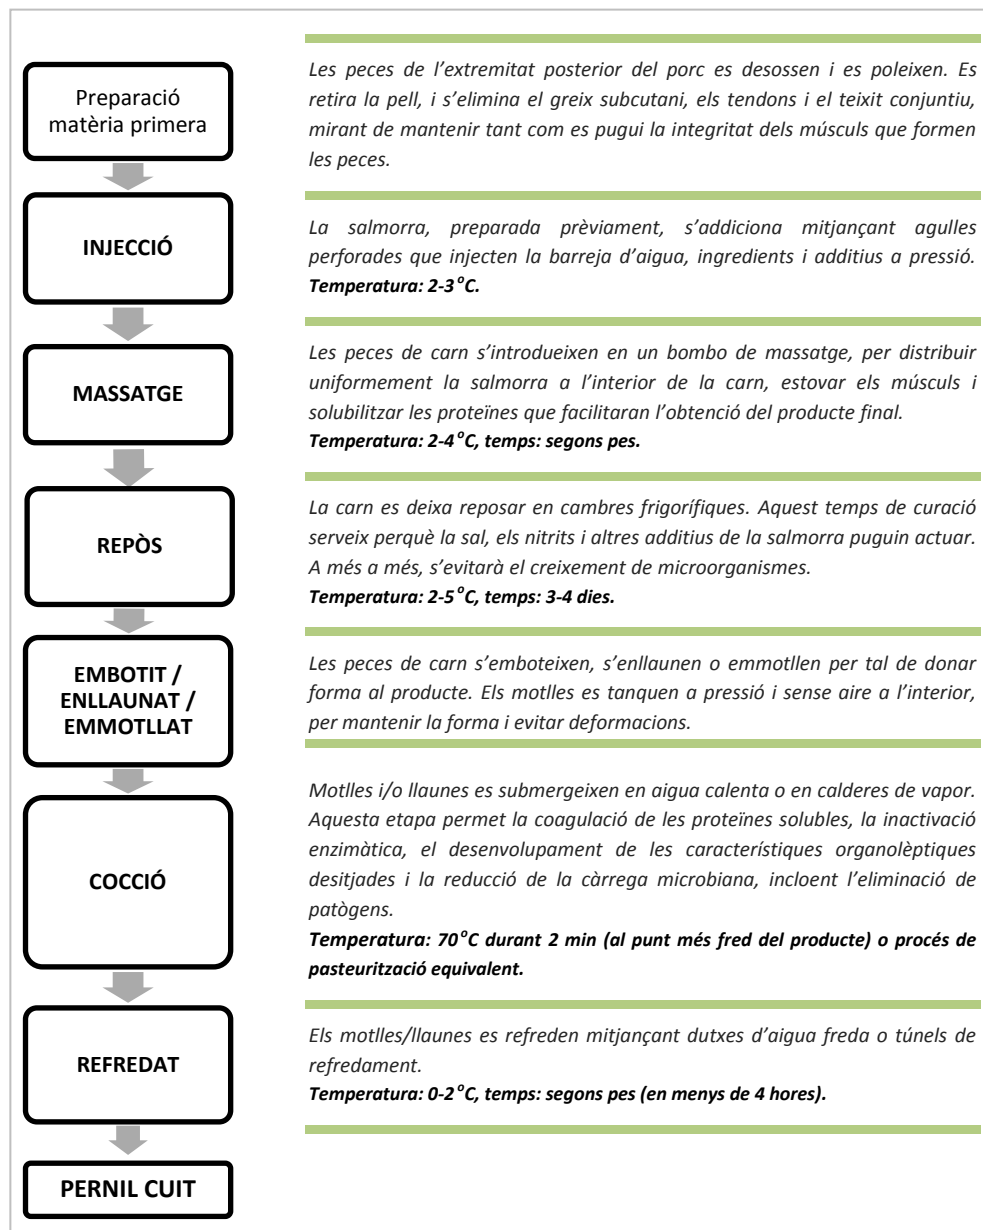 Preparació
matèria primera
Les peces de l’extremitat posterior del porc es desossen i es poleixen. Es
retira la pell, i s’elimina el greix subcutani, els tendons i el teixit conjuntiu,
mirant de mantenir tant com es pugui la integritat dels músculs que formen
les peces.
INJECCIÓ
La salmorra, preparada prèviament, s’addiciona mitjançant agulles
perforades que injecten la barreja d’aigua, ingredients i additius a pressió.
Temperatura: 2-3°C.
MASSATGE
Les peces de carn s’introdueixen en un bombo de massatge, per distribuir
uniformement la salmorra a l’interior de la carn, estovar els músculs i
solubilitzar les proteïnes que facilitaran l’obtenció del producte final.
Temperatura: 2-4°C, temps: segons pes.
REPÒS
La carn es deixa reposar en cambres frigorífiques. Aquest temps de curació
serveix perquè la sal, els nitrits i altres additius de la salmorra puguin actuar.
A més a més, s’evitarà el creixement de microorganismes.
Temperatura: 2-5°C, temps: 3-4 dies.
EMBOTIT /
ENLLAUNAT /
EMMOTLLAT
Les peces de carn s’emboteixen, s’enllaunen o emmotllen per tal de donar
forma al producte. Els motlles es tanquen a pressió i sense aire a l’interior,
per mantenir la forma i evitar deformacions.
COCCIÓ
Motlles i/o llaunes es submergeixen en aigua calenta o en calderes de vapor.
Aquesta etapa permet la coagulació de les proteïnes solubles, la inactivació
enzimàtica, el desenvolupament de les característiques organolèptiques
desitjades i la reducció de la càrrega microbiana, incloent l’eliminació de
patògens.
Temperatura: 70°C durant 2 min (al punt més fred del producte) o procés de
pasteurització equivalent.
REFREDAT
Els motlles/llaunes es refreden mitjançant dutxes d’aigua freda o túnels de
refredament.
Temperatura: 0-2°C, temps: segons pes (en menys de 4 hores).
PERNIL CUIT